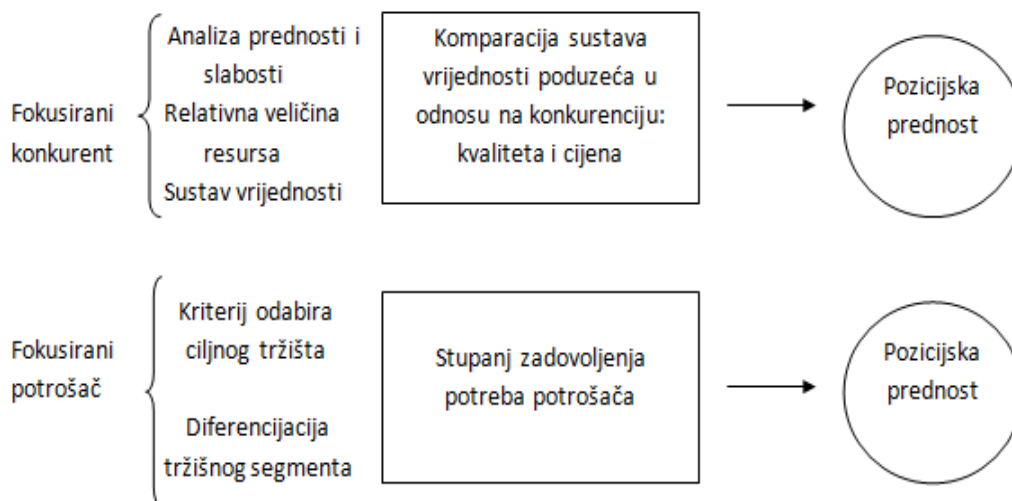 Fokusirani
konkurent
Analiza prednosti i
slabosti
Relativna veličina
resursa
Sustav vrijednosti
Komparacija sustava
vrijednosti poduzeća u
odnosu na konkurenciju:
kvaliteta i cijena
Pozicijska
prednost
Fokusirani
potrošač
Kriterij odabira
ciljnog tržišta
Diferencijacija
tržišnog segmenta
Stupanj zadovoljenja
potreba potrošača
Pozicijska
prednost